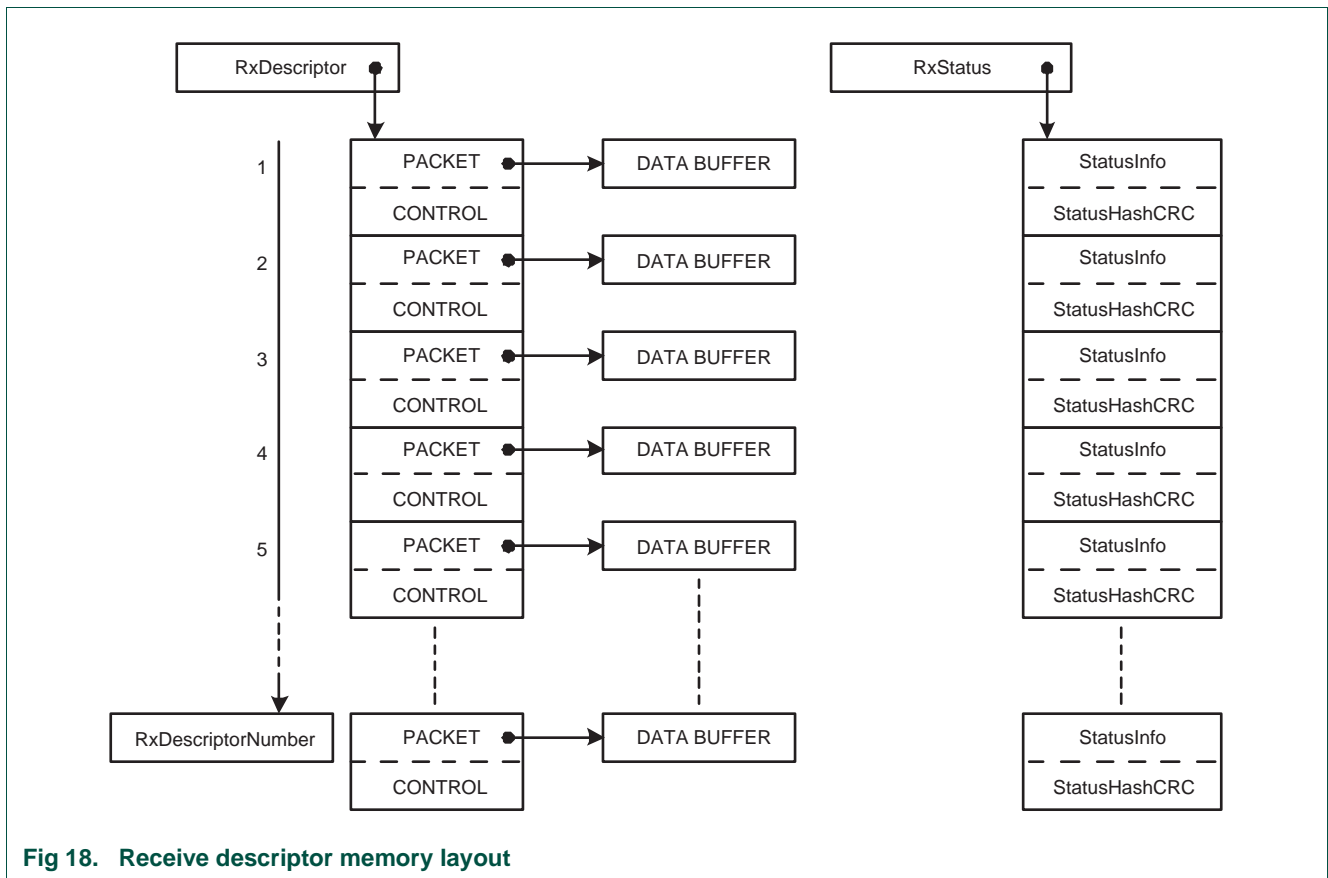 RxDescriptor
RxStatus
1
PACKET
DATA BUFFER
StatusInfo
CONTROL
StatusHashCRC
2
PACKET
DATA BUFFER
StatusInfo
CONTROL
StatusHashCRC
3
PACKET
DATA BUFFER
StatusInfo
CONTROL
StatusHashCRC
4
PACKET
DATA BUFFER
StatusInfo
CONTROL
StatusHashCRC
5
PACKET
DATA BUFFER
StatusInfo
CONTROL
StatusHashCRC
RxDescriptorNumber
PACKET
DATA BUFFER
StatusInfo
CONTROL
StatusHashCRC
Fig 18. Receive descriptor memory layout